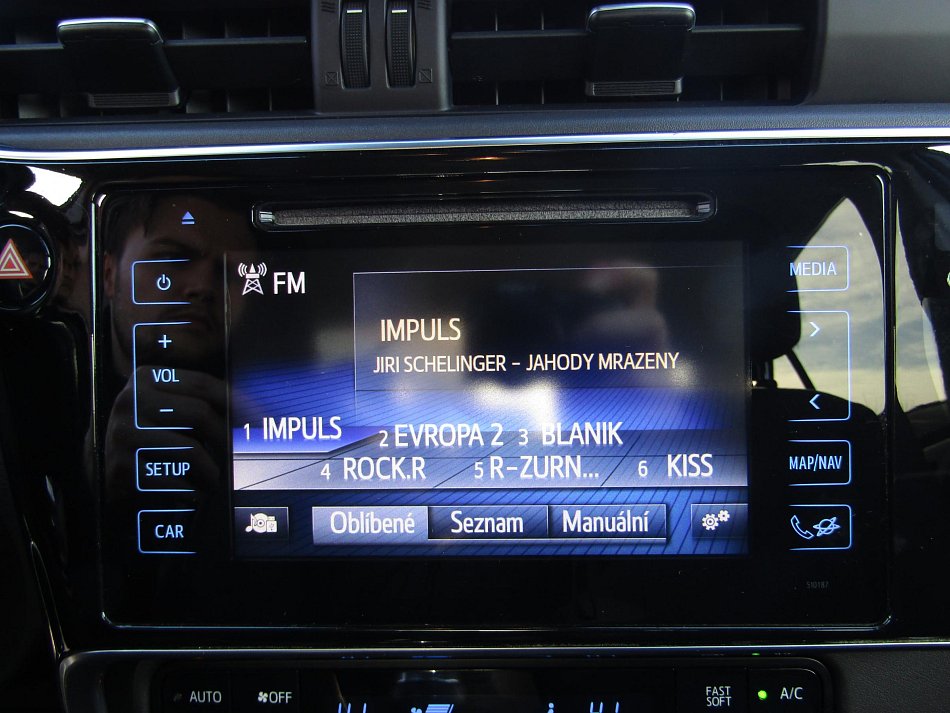 FM
IMPULS
JIRI SCHELINGER - JAHODY MRAZENY
1 IMPULS 2 EVROPA 2 3 BLANIK
4 ROCK.R 5 R-ZURN... 6 KISS
Oblíbené Seznam Manuální
+
VOL
-
SETUP
CAR
MEDIA
>
<
MAP/NAV
510187
AUTO OFF FAST SOFT A/C